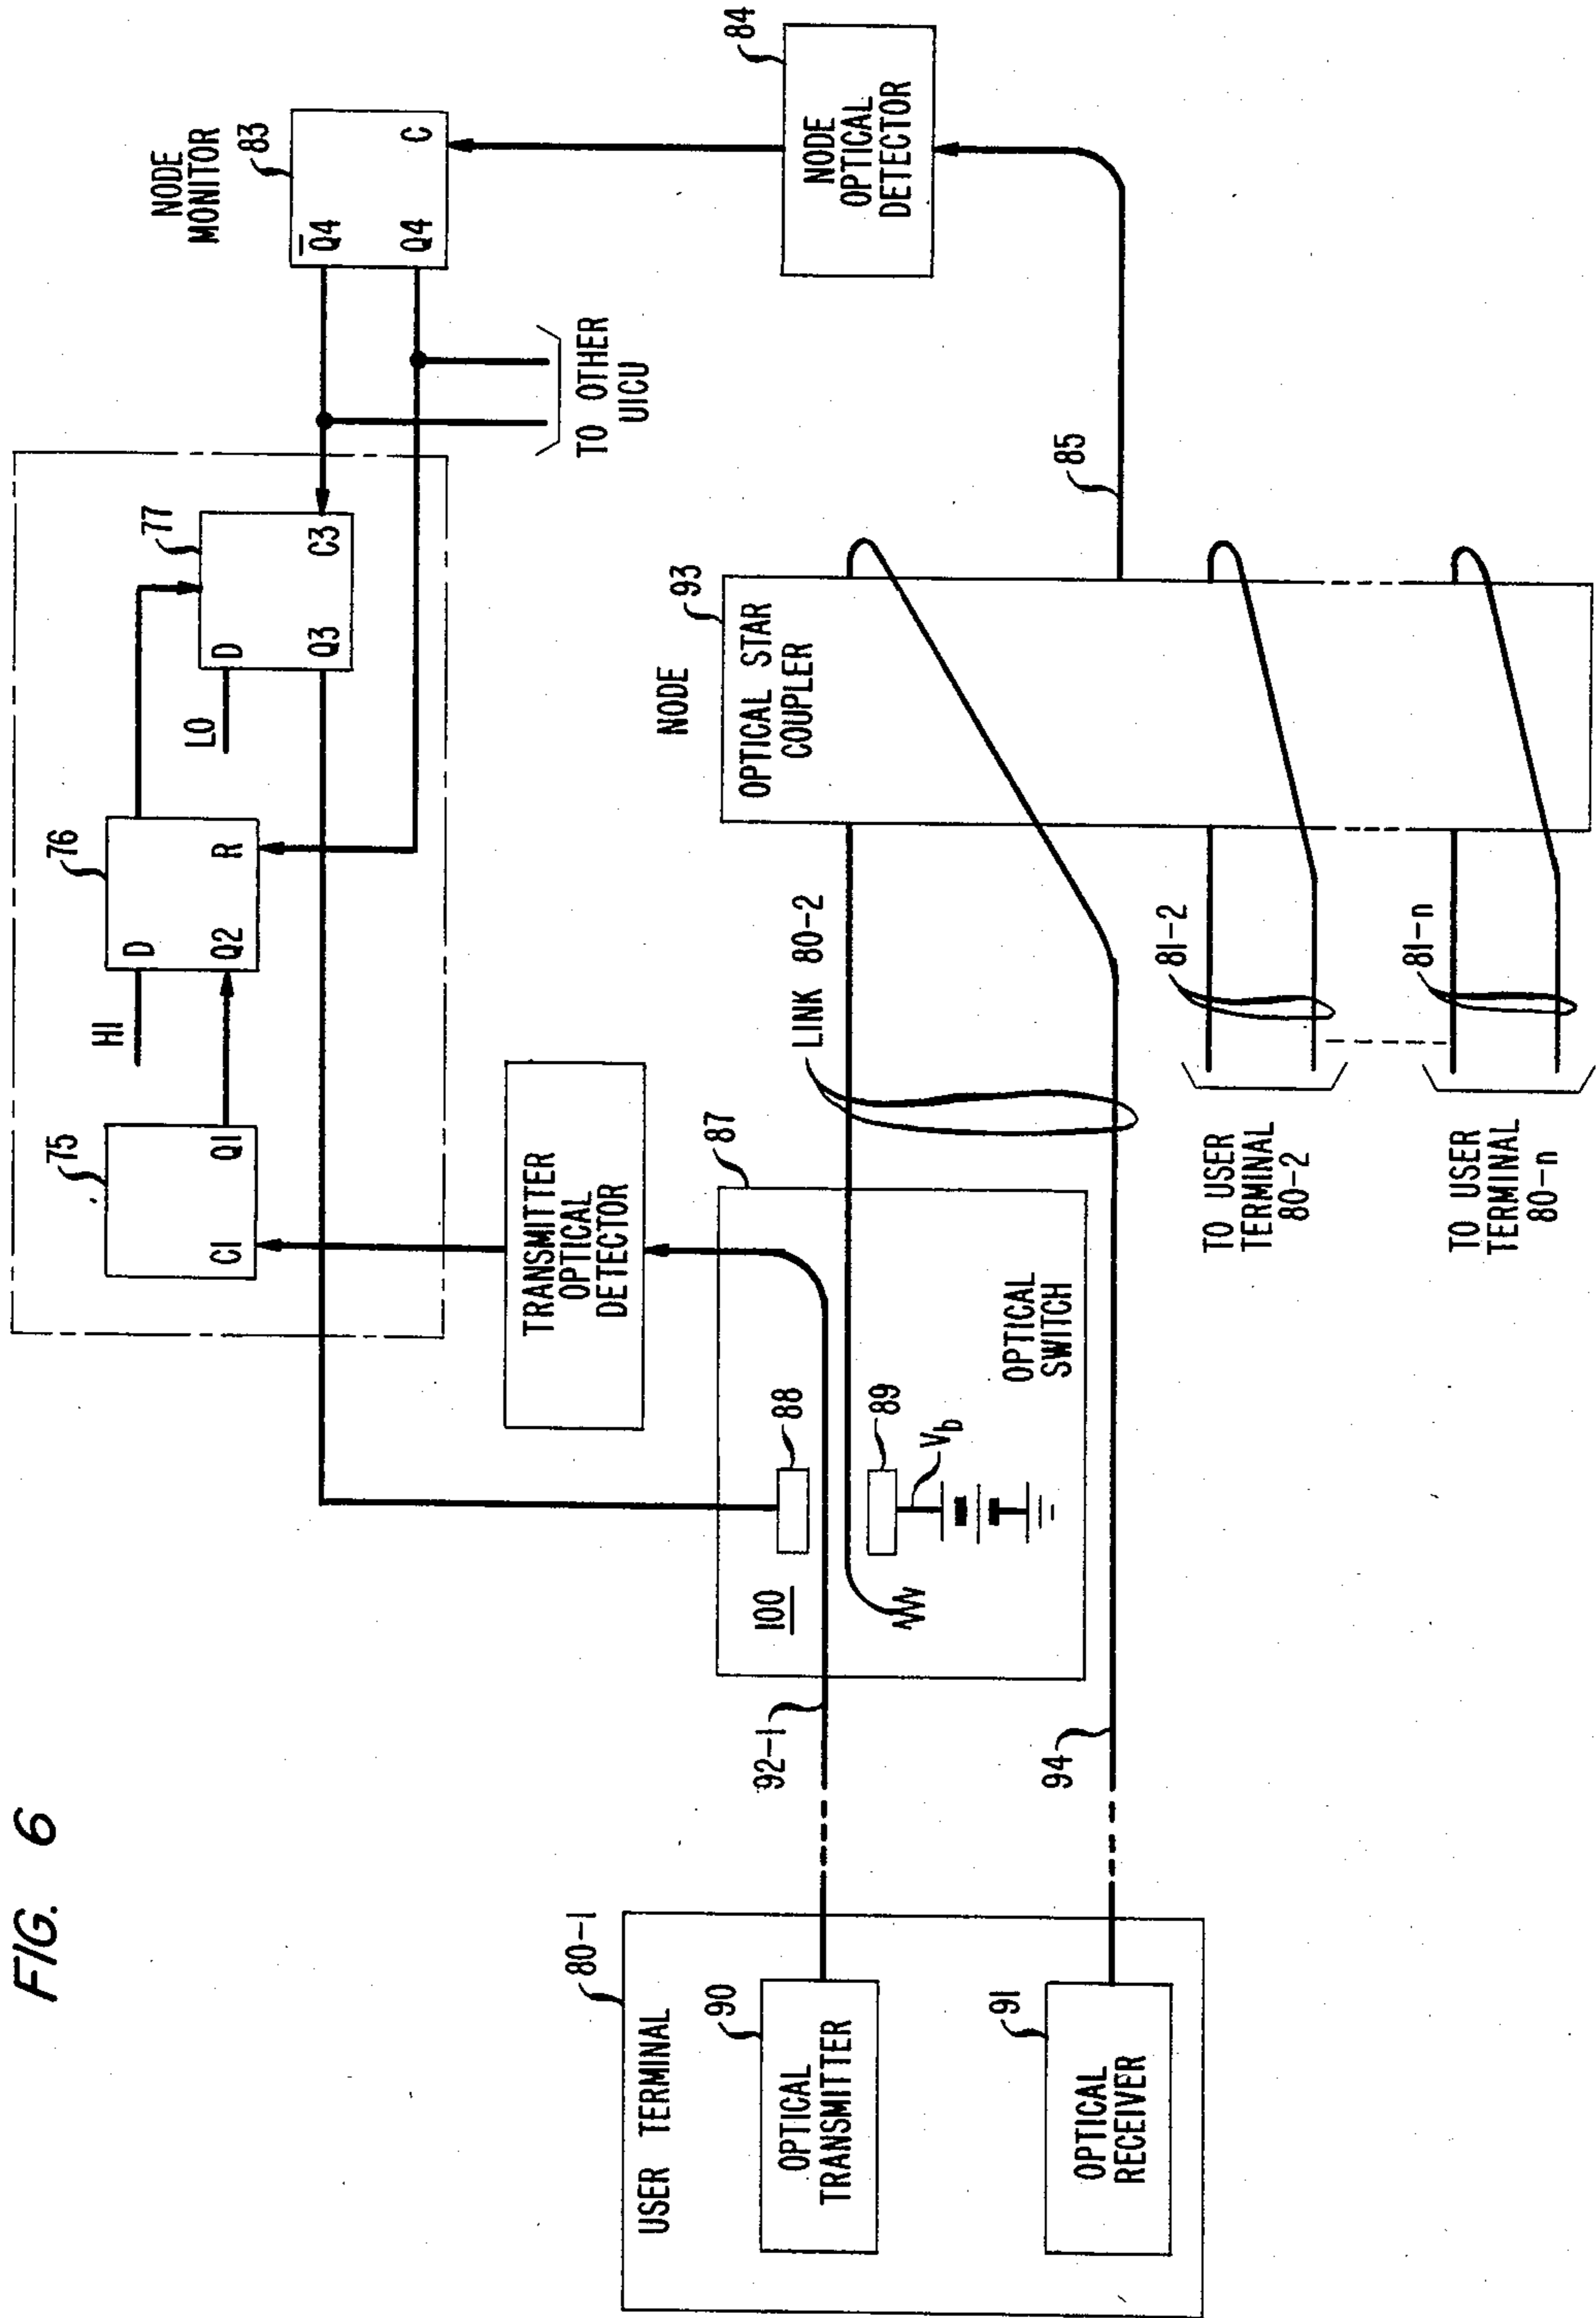 FIG. 6
NODE
MONITOR
83
Q4
Q4
C
84
NODE
OPTICAL
DETECTOR
TO OTHER
UICU
77
D
Q3
C3
LO
76
D
Q2
R
HI
75
Q1
C1
TRANSMITTER
OPTICAL
DETECTOR
85
NODE
93
OPTICAL STAR
COUPLER
LINK 80-2
81-2
81-n
TO USER
TERMINAL
80-2
TO USER
TERMINAL
80-n
87
OPTICAL
SWITCH
88
89
Vb
100
92-1
94
80-1
USER TERMINAL
90
OPTICAL
TRANSMITTER
91
OPTICAL
RECEIVER